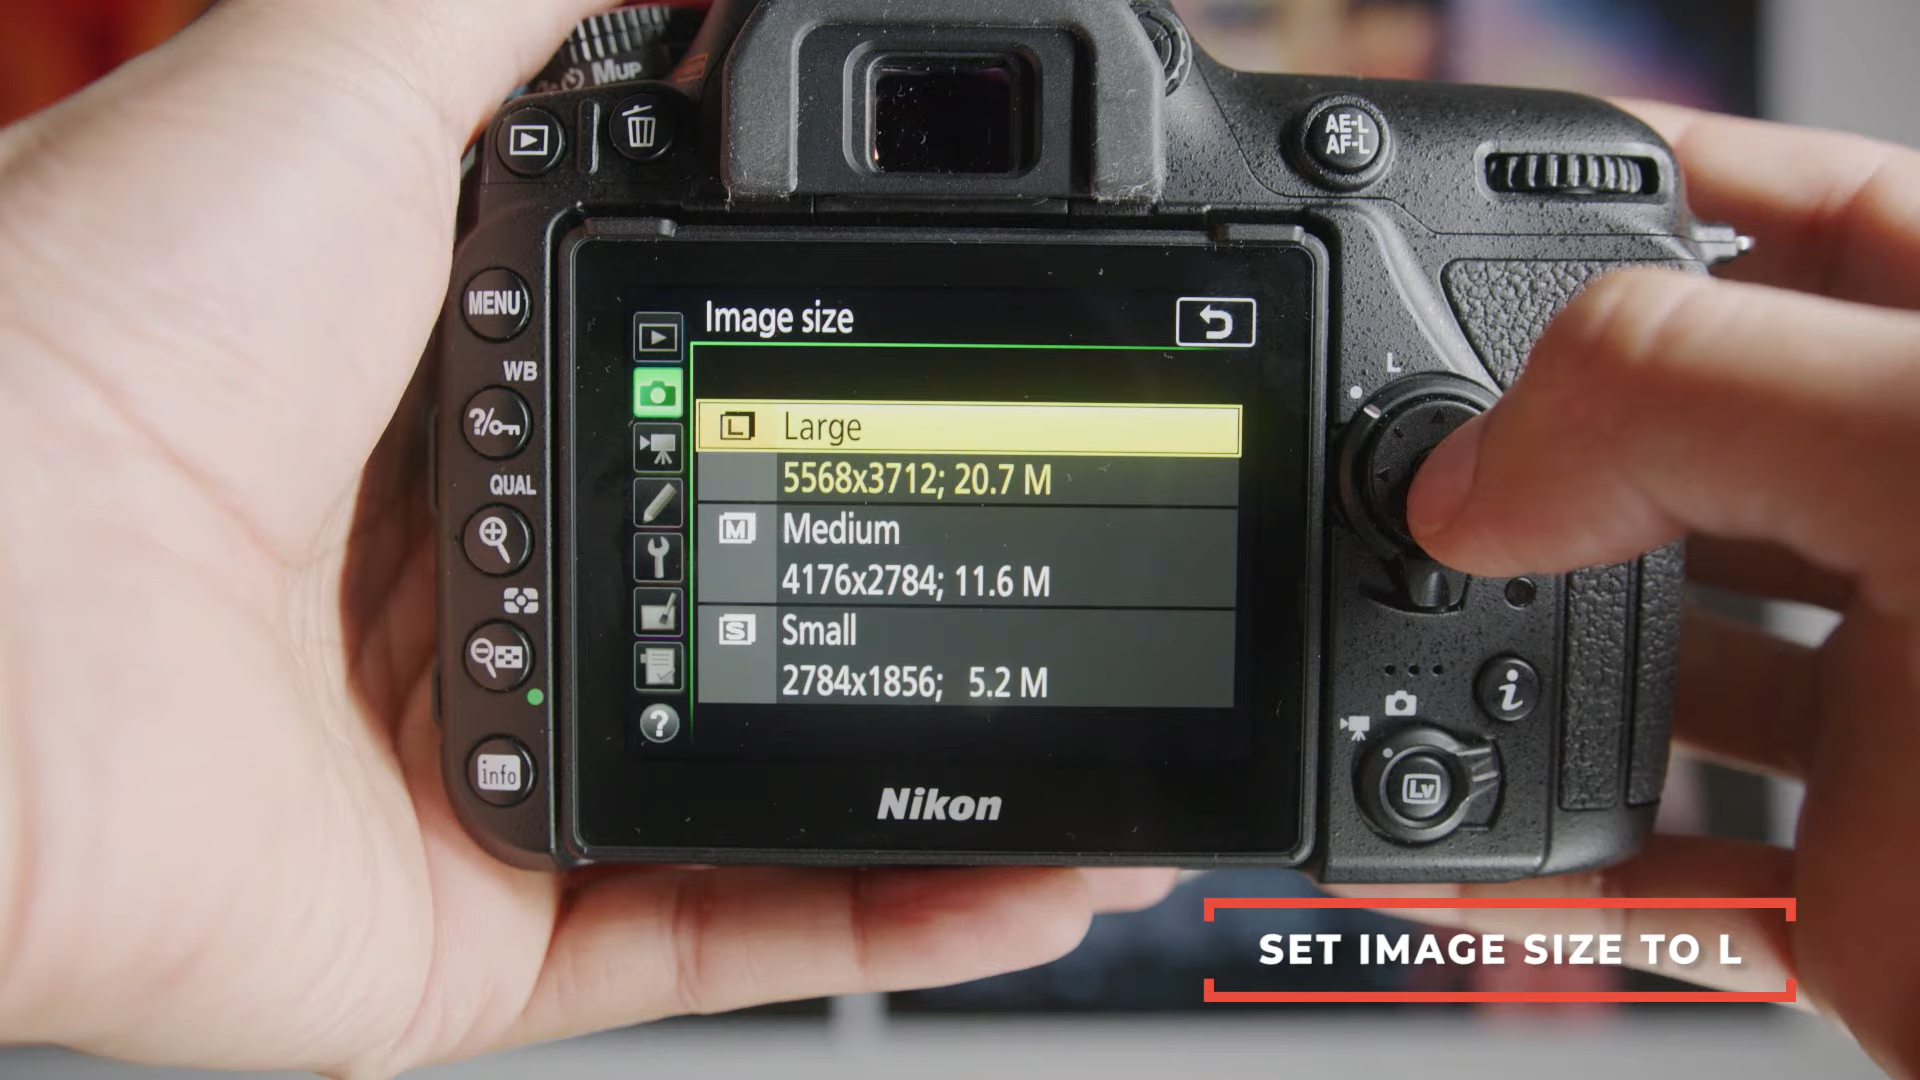 MUP
AE-L
AF-L
MENU
WB
?/
QUAL
info
Image size
L Large
5568x3712; 20.7 M
M Medium
4176x2784; 11.6 M
S Small
2784x1856; 5.2 M
?
Nikon
L
i
Lv
SET IMAGE SIZE TO L